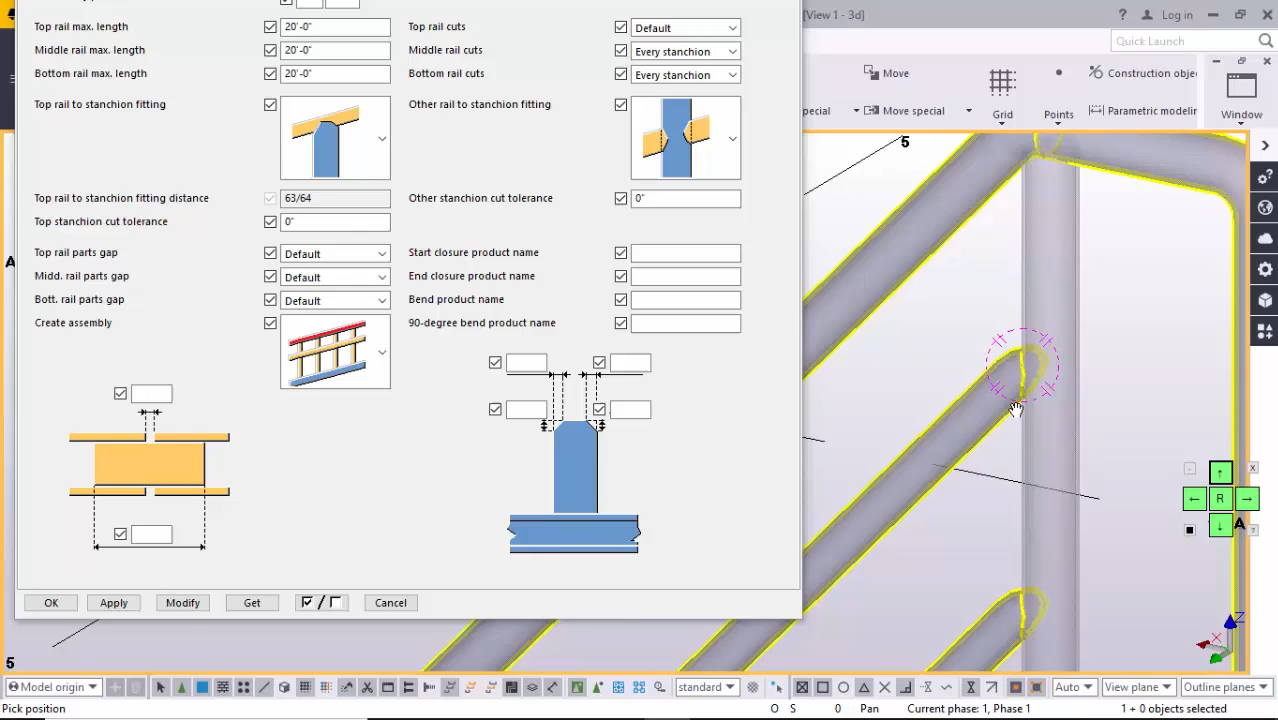 [View 1 - 3d]
? Log in
Quick Launch
Move
Construction obje
Grid
Points
Window
pecial
Move special
Parametric modelin
Top rail max. length 20'-0" Top rail cuts Default
Middle rail max. length 20'-0" Middle rail cuts Every stanchion
Bottom rail max. length 20'-0" Bottom rail cuts Every stanchion
Top rail to stanchion fitting Other rail to stanchion fitting
Top rail to stanchion fitting distance 63/64 Other stanchion cut tolerance 0"
Top stanchion cut tolerance 0"
Top rail parts gap Default Start closure product name
Midd. rail parts gap Default End closure product name
Bott. rail parts gap Default Bend product name
Create assembly 90-degree bend product name
OK Apply Modify Get / Cancel
5
A
5
R
X
A
?
Z
X
Model origin
standard
Auto
View plane
Outline planes
Pick position
O S 0 Pan Current phase: 1, Phase 1 1 + 0 objects selected